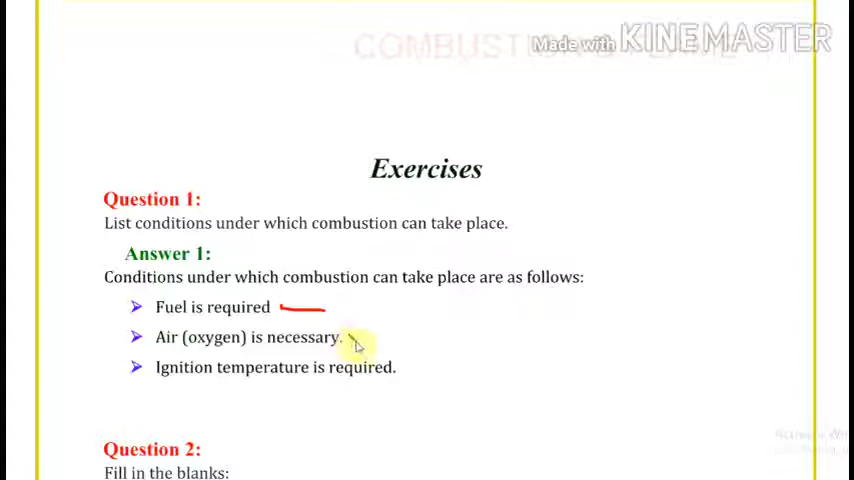 Made with KINEMASTER
Exercises
Question 1:
List conditions under which combustion can take place.
Answer 1:
Conditions under which combustion can take place are as follows:
Fuel is required
Air (oxygen) is necessary.
Ignition temperature is required.
Question 2:
Fill in the blanks: